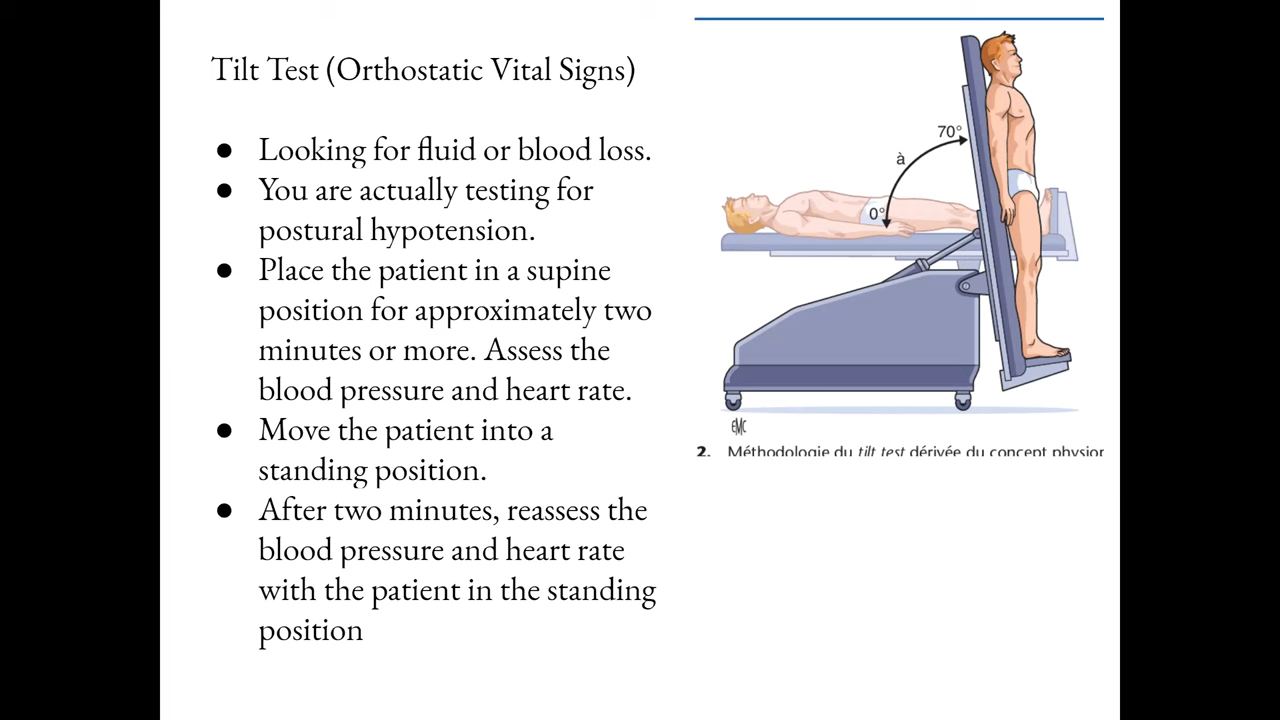 Tilt Test (Orthostatic Vital Signs)
● Looking for fluid or blood loss.
● You are actually testing for
postural hypotension.
● Place the patient in a supine
position for approximately two
minutes or more. Assess the
blood pressure and heart rate.
● Move the patient into a
standing position.
● After two minutes, reassess the
blood pressure and heart rate
with the patient in the standing
position
70°
à
0°
EMC
2. Méthodologie du tilt test dérivée du concept